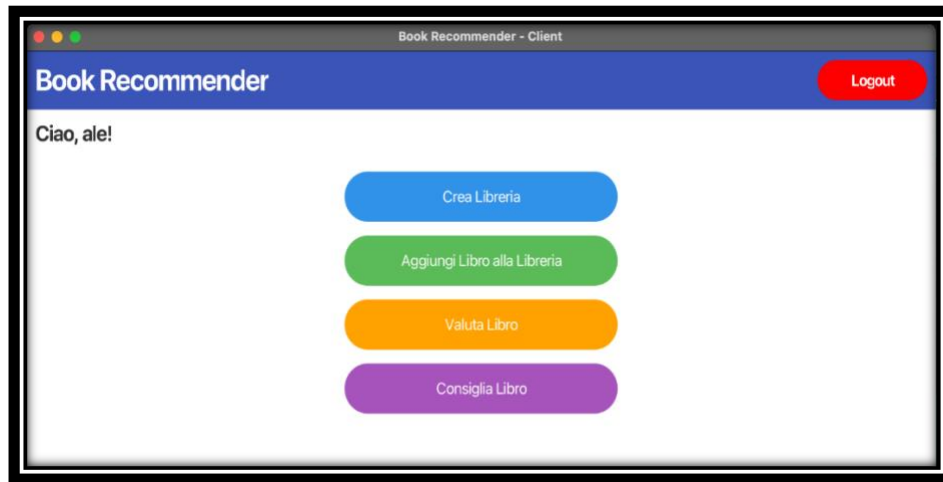 Book Recommender - Client
Book Recommender
Logout
Ciao, ale!
Crea Libreria
Aggiungi Libro alla Libreria
Valuta Libro
Consiglia Libro